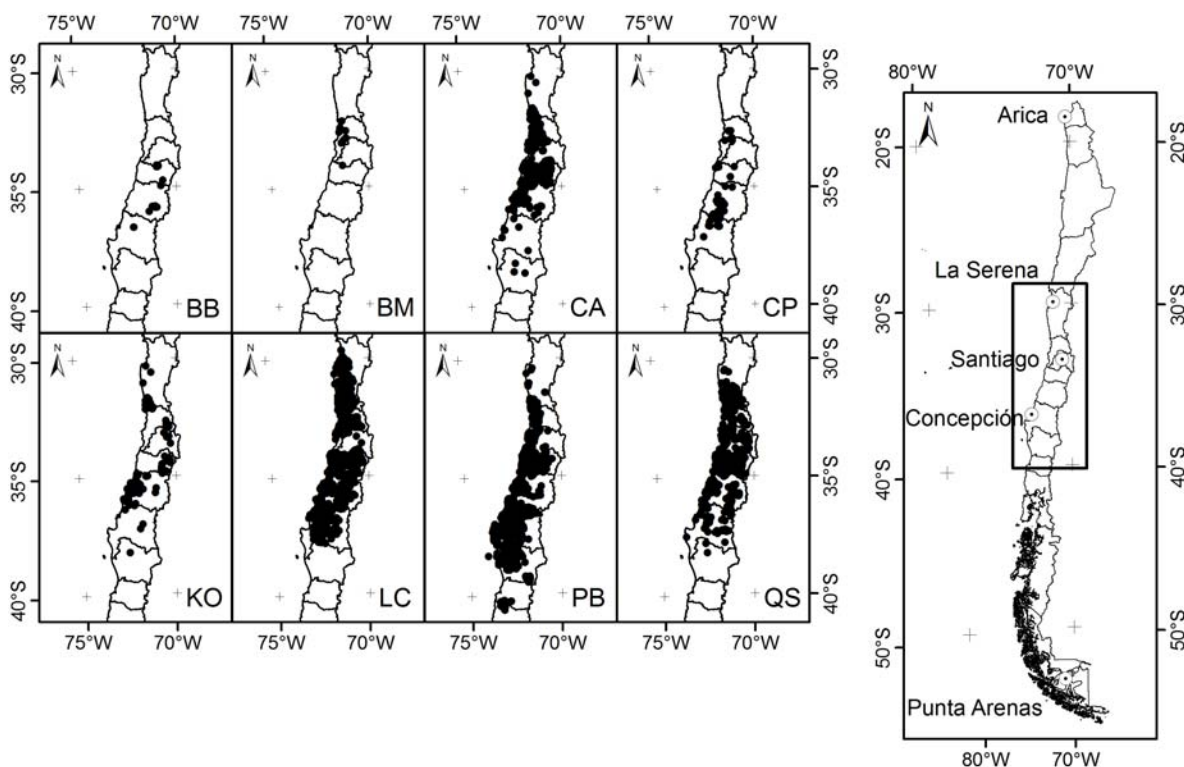 75°W 70°W 75°W 70°W 75°W 70°W 75°W 70°W
30°S 35°S 40°S
N BB
N BM
N CA
N CP
30°S 35°S 40°S
30°S 35°S 40°S
N KO
N LC
N PB
N QS
30°S 35°S 40°S
75°W 70°W 75°W 70°W 75°W 70°W 75°W 70°W
80°W 70°W
N
Arica
20°S 20°S
La Serena
30°S 30°S
Santiago
Concepción
40°S 40°S
50°S 50°S
Punta Arenas
80°W 70°W